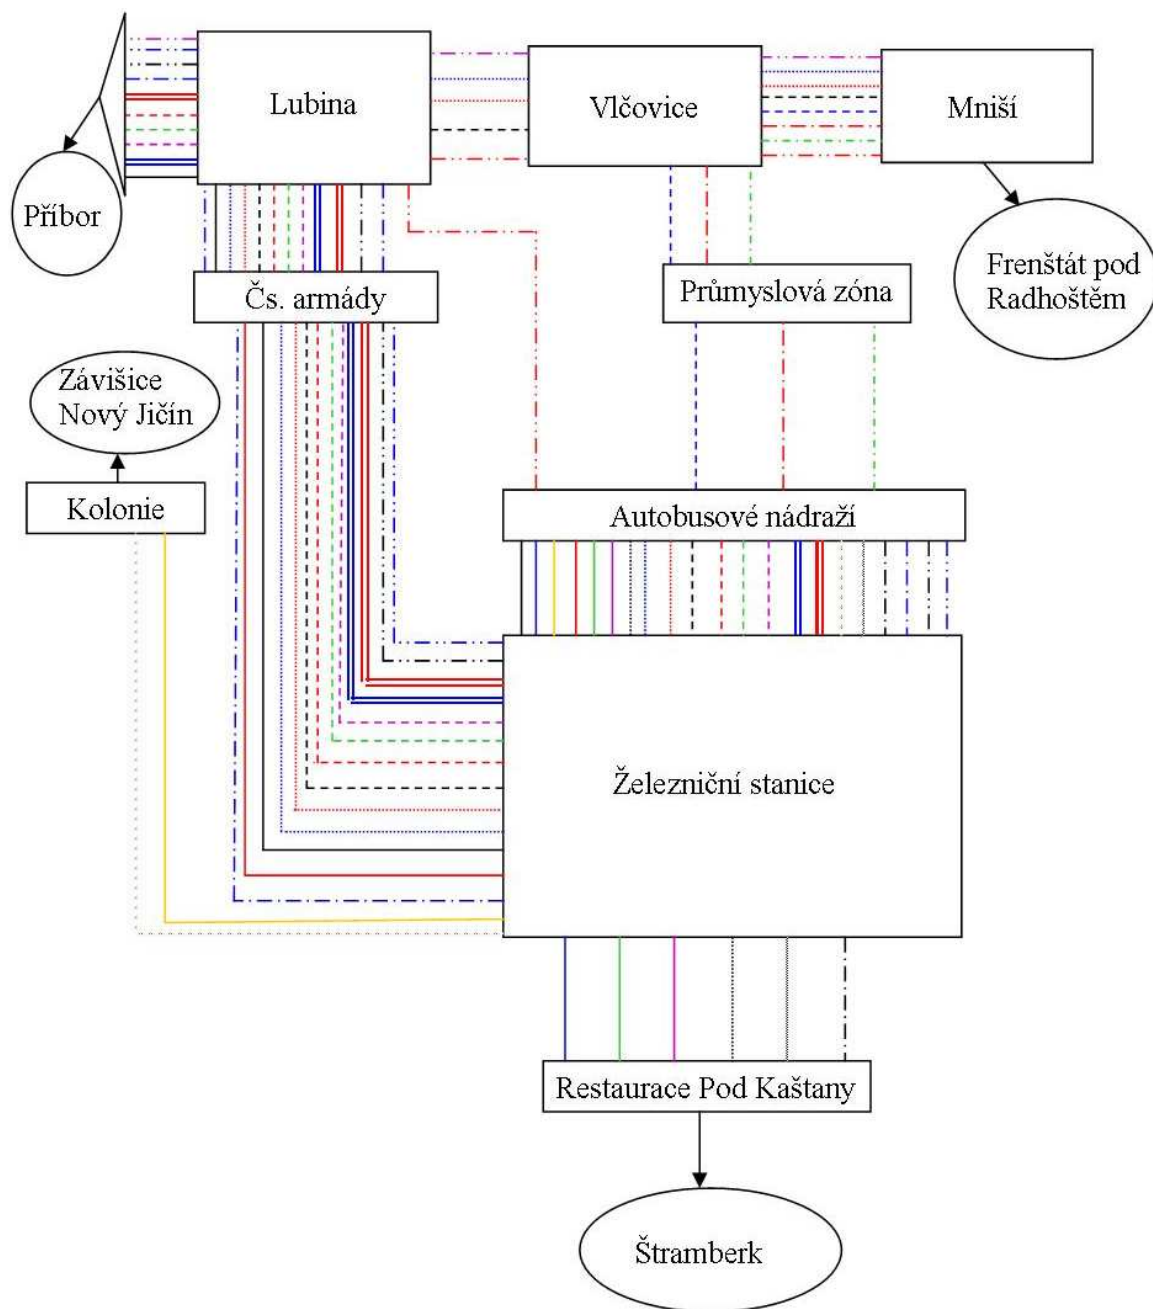 Lubina
Vlčovice
Mniší
Příbor
Frenštát pod
Radhoštěm
Čs. armády
Průmyslová zóna
Závišice
Nový Jičín
Kolonie
Autobusové nádraží
Železniční stanice
Restaurace Pod Kaštany
Štramberk